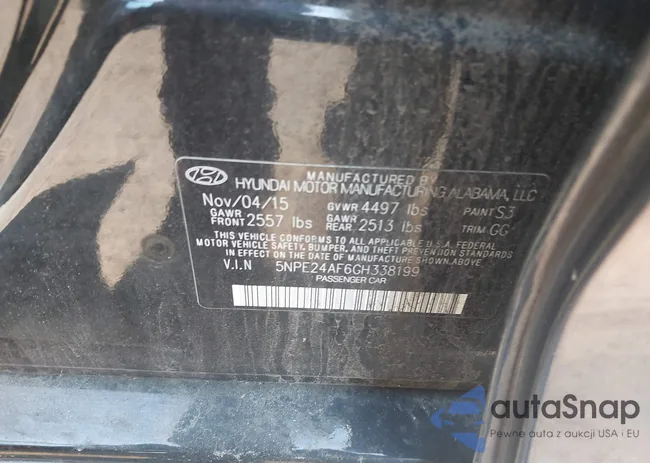 MANUFACTURED BY
HYUNDAI MOTOR MANUFACTURING ALABAMA, LLC
Nov/04/15 GVWR 4497 lbs PAINT S3
GAWR FRONT 2557 lbs GAWR REAR 2513 lbs TRIM GG
THIS VEHICLE CONFORMS TO ALL APPLICABLE U.S.A. FEDERAL
MOTOR VEHICLE SAFETY, BUMPER, AND THEFT PREVENTION STANDARDS
IN EFFECT ON THE DATE OF MANUFACTURE SHOWN ABOVE.
V.I.N 5NPE24AF6GH338199
PASSENGER CAR
autaSnap
Pewne auta z aukcji USA i EU